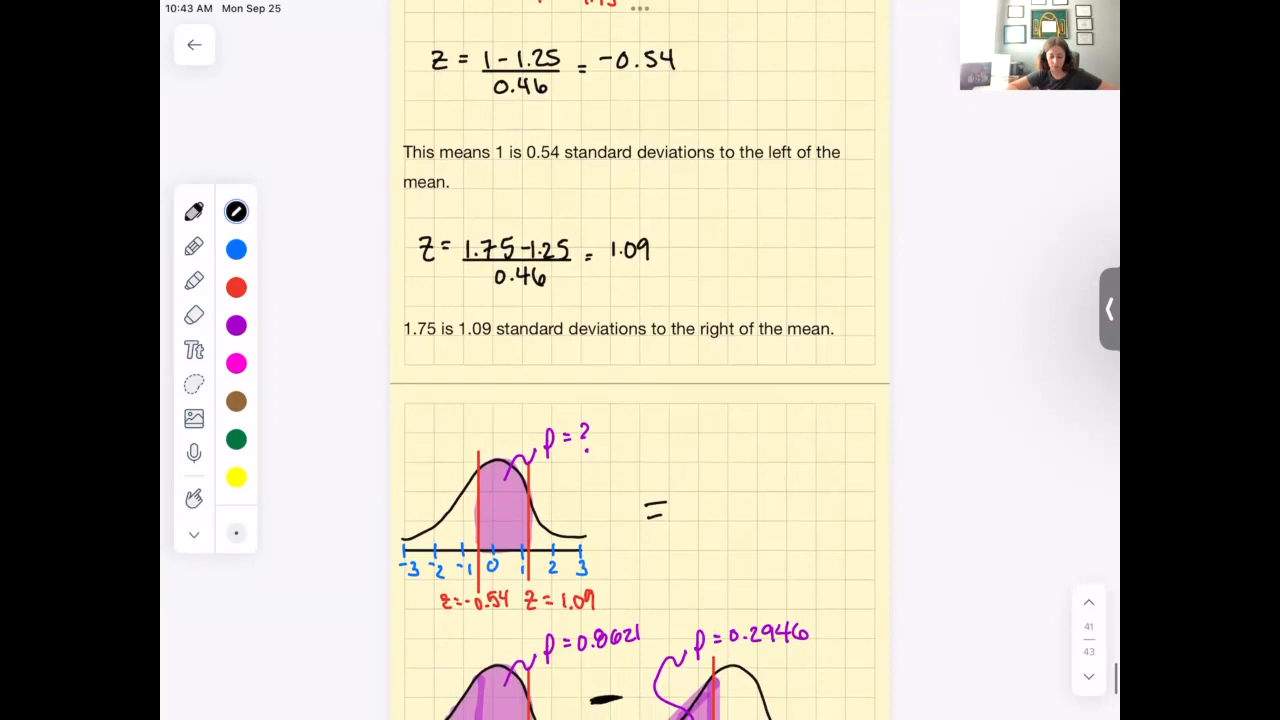 10:43 AM Mon Sep 25
Z = 1 - 1.25 / 0.46 = -0.54
This means 1 is 0.54 standard deviations to the left of the
mean.
Z = 1.75 - 1.25 / 0.46 = 1.09
1.75 is 1.09 standard deviations to the right of the mean.
P = ?
=
-3 -2 -1 0 1 2 3
Z = -0.54 Z = 1.09
P = 0.8621 - P = 0.2946
Tt
41
43